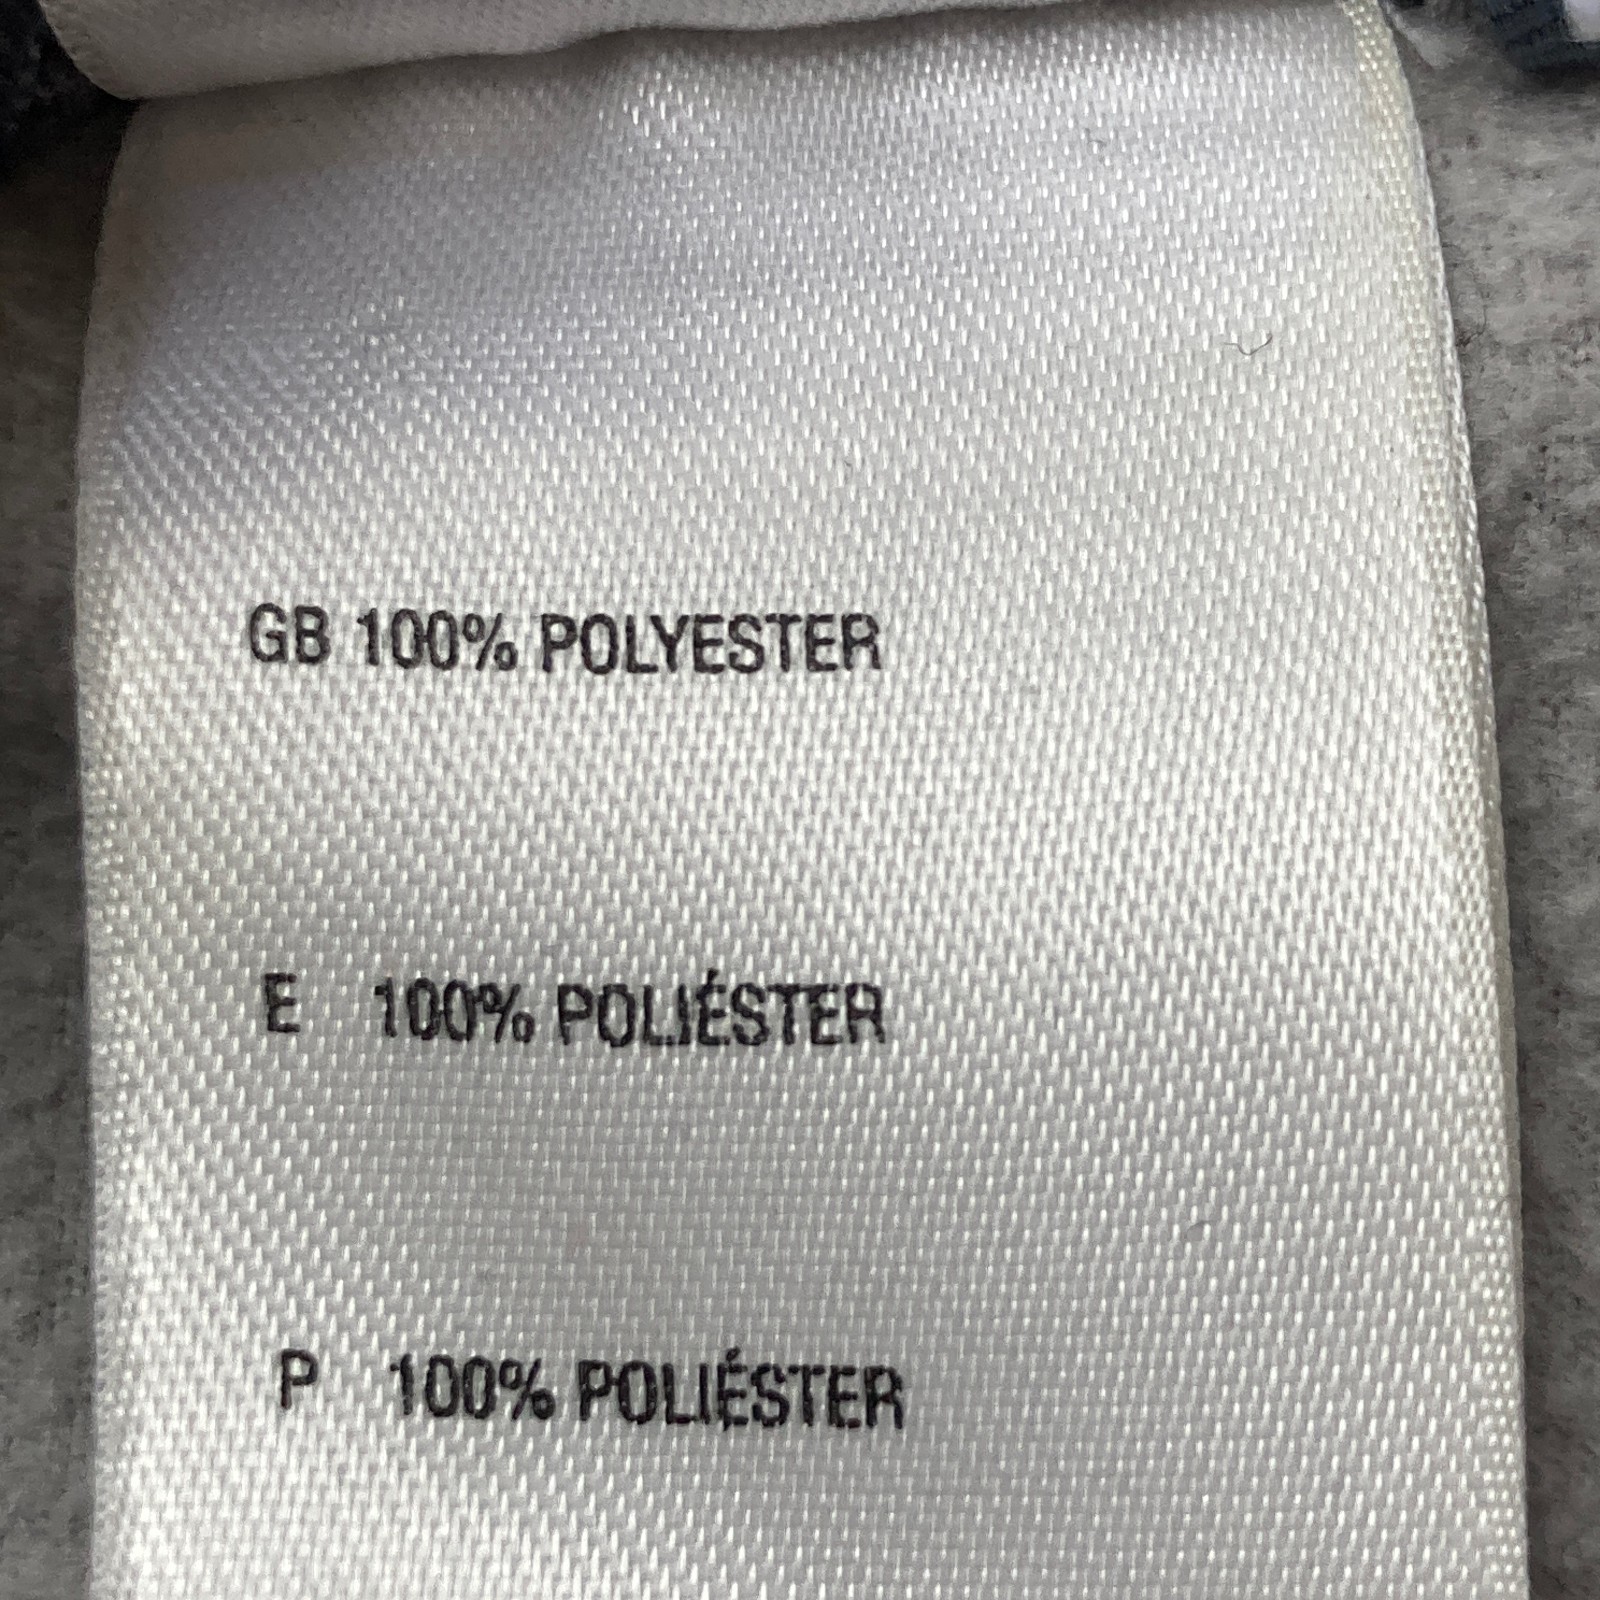 GB 100% POLYESTER
E 100% POLIÉSTER
P 100% POLIÉSTER